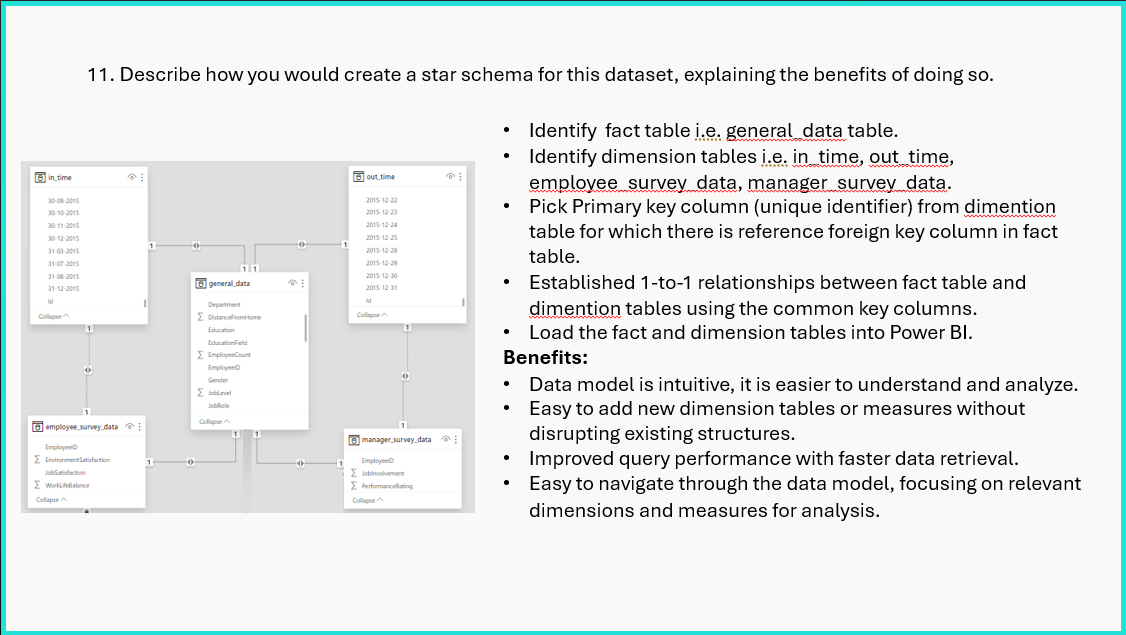 11. Describe how you would create a star schema for this dataset, explaining the benefits of doing so.
in_time
30-09-2015
30-10-2015
30-11-2015
30-12-2015
31-03-2015
31-07-2015
31-08-2015
31-12-2015
Id
Collapse
out_time
2015-12-22
2015-12-23
2015-12-24
2015-12-25
2015-12-28
2015-12-29
2015-12-30
2015-12-31
Id
Collapse
1
1
1
1
general_data
Department
DistanceFromHome
Education
EducationField
EmployeeCount
EmployeeID
Gender
JobLevel
JobRole
Collapse
1
1
1
1
1
1
employee_survey_data
EmployeeID
EnvironmentSatisfaction
JobSatisfaction
WorkLifeBalance
Collapse
1
1
manager_survey_data
EmployeeID
JobInvolvement
PerformanceRating
Collapse
• Identify fact table i.e. general_data table.
• Identify dimension tables i.e. in_time, out_time,
employee_survey_data, manager_survey_data.
• Pick Primary key column (unique identifier) from dimention
table for which there is reference foreign key column in fact
table.
• Established 1-to-1 relationships between fact table and
dimention tables using the common key columns.
• Load the fact and dimension tables into Power BI.
Benefits:
• Data model is intuitive, it is easier to understand and analyze.
• Easy to add new dimension tables or measures without
disrupting existing structures.
• Improved query performance with faster data retrieval.
• Easy to navigate through the data model, focusing on relevant
dimensions and measures for analysis.